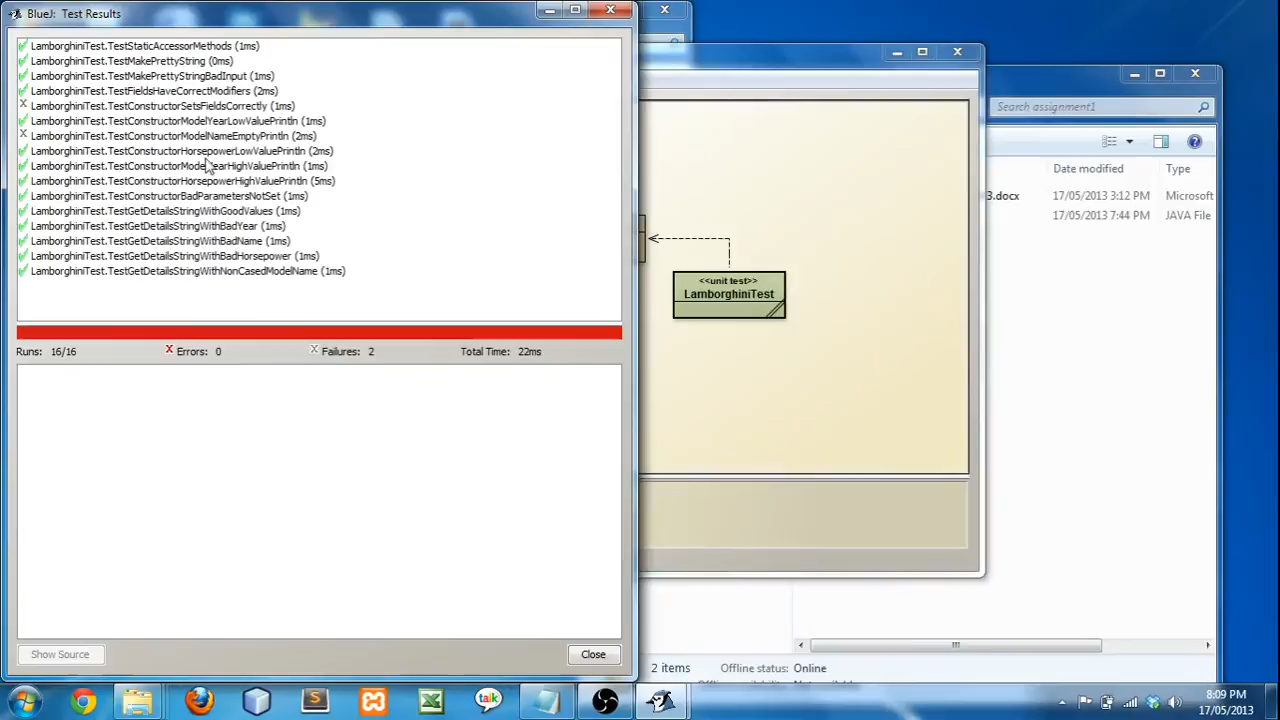 BlueJ: Test Results
LamborghiniTest.TestStaticAccessorMethods (1ms)
LamborghiniTest.TestMakePrettyString (0ms)
LamborghiniTest.TestMakePrettyStringBadInput (1ms)
LamborghiniTest.TestFieldsHaveCorrectModifiers (2ms)
LamborghiniTest.TestConstructorSetsFieldsCorrectly (1ms)
LamborghiniTest.TestConstructorModelYearLowValuePrintln (1ms)
LamborghiniTest.TestConstructorModelNameEmptyPrintln (2ms)
LamborghiniTest.TestConstructorHorsepowerLowValuePrintln (2ms)
LamborghiniTest.TestConstructorModelYearHighValuePrintln (1ms)
LamborghiniTest.TestConstructorHorsepowerHighValuePrintln (5ms)
LamborghiniTest.TestConstructorBadParametersNotSet (1ms)
LamborghiniTest.TestGetDetailsStringWithGoodValues (1ms)
LamborghiniTest.TestGetDetailsStringWithBadYear (1ms)
LamborghiniTest.TestGetDetailsStringWithBadName (1ms)
LamborghiniTest.TestGetDetailsStringWithBadHorsepower (1ms)
LamborghiniTest.TestGetDetailsStringWithNonCasedModelName (1ms)
Runs: 16/16 X Errors: 0 X Failures: 2 Total Time: 22ms
Show Source
Close
<<unit test>>
LamborghiniTest
Search assignment1
Date modified Type
3.docx 17/05/2013 3:12 PM Microsoft
17/05/2013 7:44 PM JAVA File
2 items Offline status: Online
talk
8:09 PM
17/05/2013